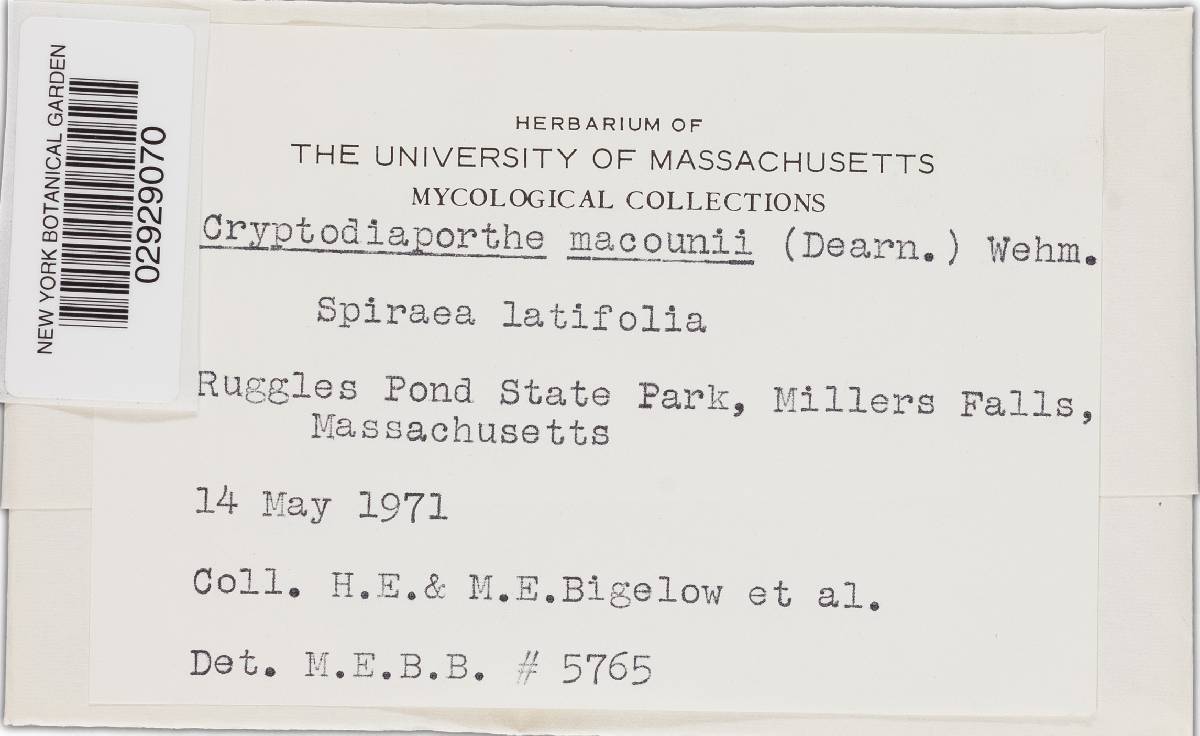 NEW YORK BOTANICAL GARDEN
02929070
HERBARIUM OF
THE UNIVERSITY OF MASSACHUSETTS
MYCOLOGICAL COLLECTIONS
Cryptodiaporthe macounii (Dearn.) Wehm.
Spiraea latifolia
Ruggles Pond State Park, Millers Falls,
Massachusetts
14 May 1971
Coll. H.E.& M.E.Bigelow et al.
Det. M.E.B.B. # 5765